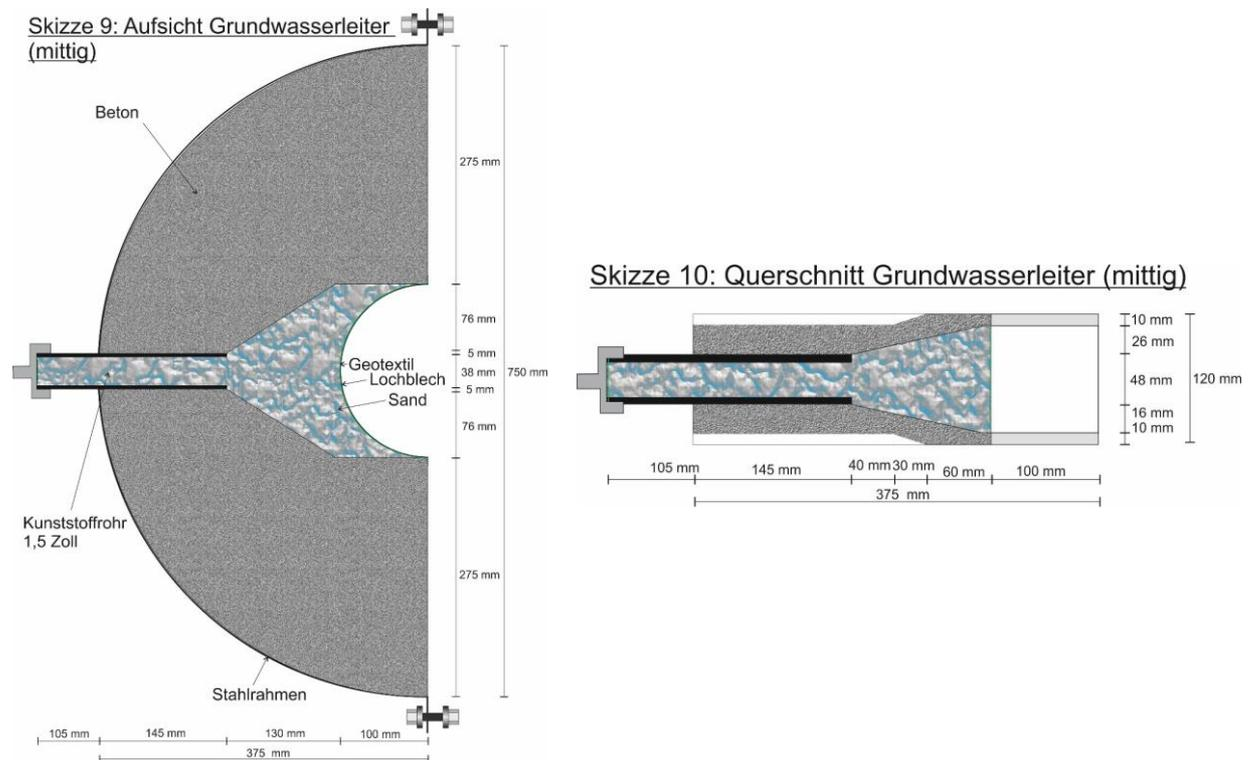 Skizze 9: Aufsicht Grundwasserleiter
(mittig)
Beton
275 mm
76 mm
5 mm
Geotextil
38 mm
750 mm
Lochblech
5 mm
Sand
76 mm
Kunststoffrohr
1,5 Zoll
275 mm
Stahlrahmen
105 mm
145 mm
130 mm
100 mm
375 mm
Skizze 10: Querschnitt Grundwasserleiter (mittig)
10 mm
26 mm
48 mm
120 mm
16 mm
10 mm
105 mm
145 mm
40 mm
30 mm
60 mm
100 mm
375 mm